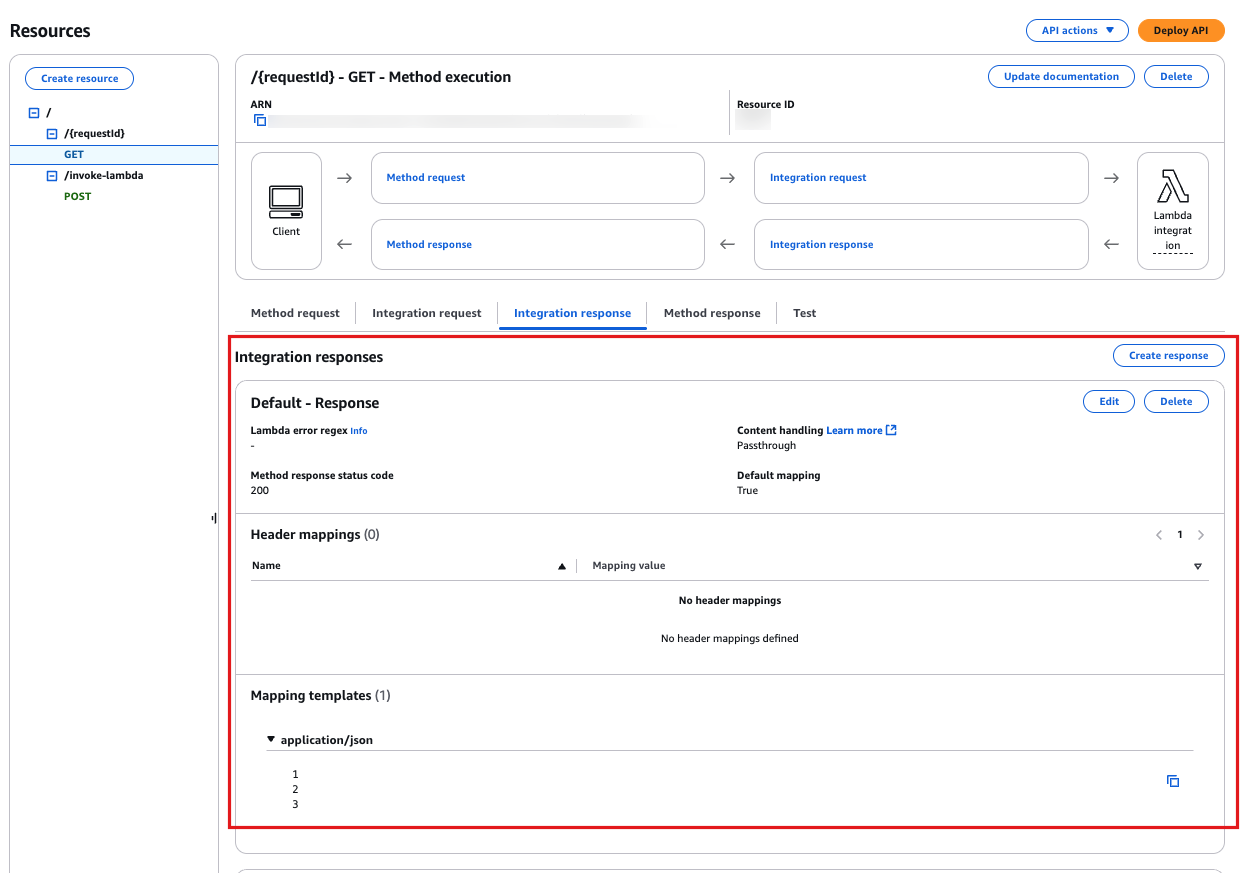 Resources
API actions
Deploy API
Create resource
/
/{requestId}
GET
/invoke-lambda
POST
/{requestId} - GET - Method execution
Update documentation
Delete
ARN
Resource ID
Client
Method request
Integration request
Method response
Integration response
Lambda
integrat
ion
Method request
Integration request
Integration response
Method response
Test
Integration responses
Create response
Default - Response
Edit
Delete
Lambda error regex Info
-
Content handling Learn more
Passthrough
Method response status code
200
Default mapping
True
Header mappings (0)
1
Name
Mapping value
No header mappings
No header mappings defined
Mapping templates (1)
application/json
1
2
3